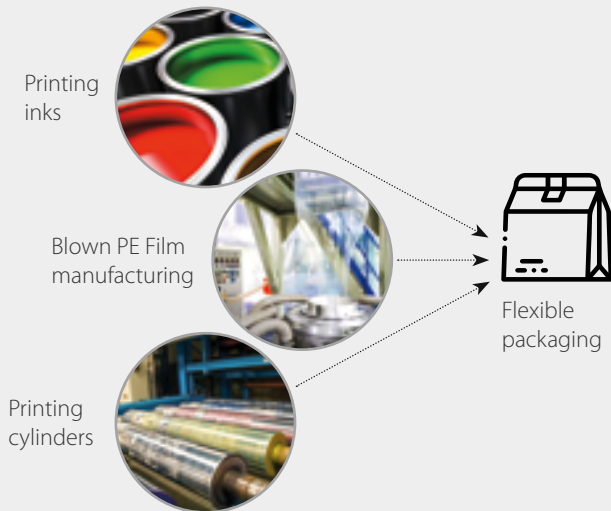 Printing
inks
Blown PE Film
manufacturing
Flexible
packaging
Printing
cylinders